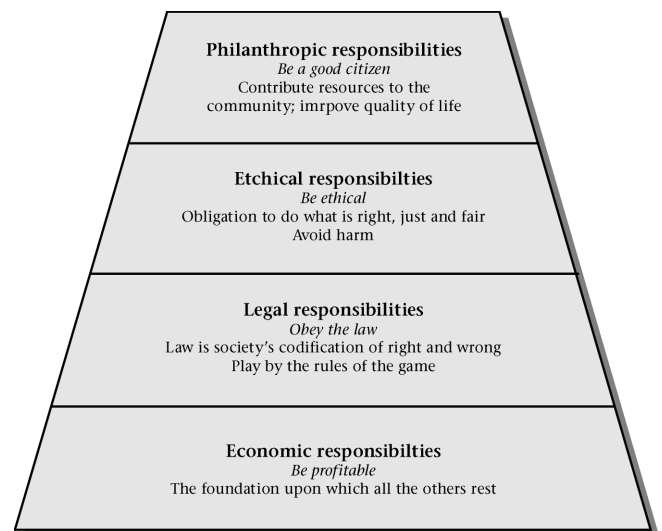 Philanthropic responsibilities
Be a good citizen
Contribute resources to the
community; imrpove quality of life
Etchical responsibilties
Be ethical
Obligation to do what is right, just and fair
Avoid harm
Legal responsibilities
Obey the law
Law is society’s codification of right and wrong
Play by the rules of the game
Economic responsibilties
Be profitable
The foundation upon which all the others rest